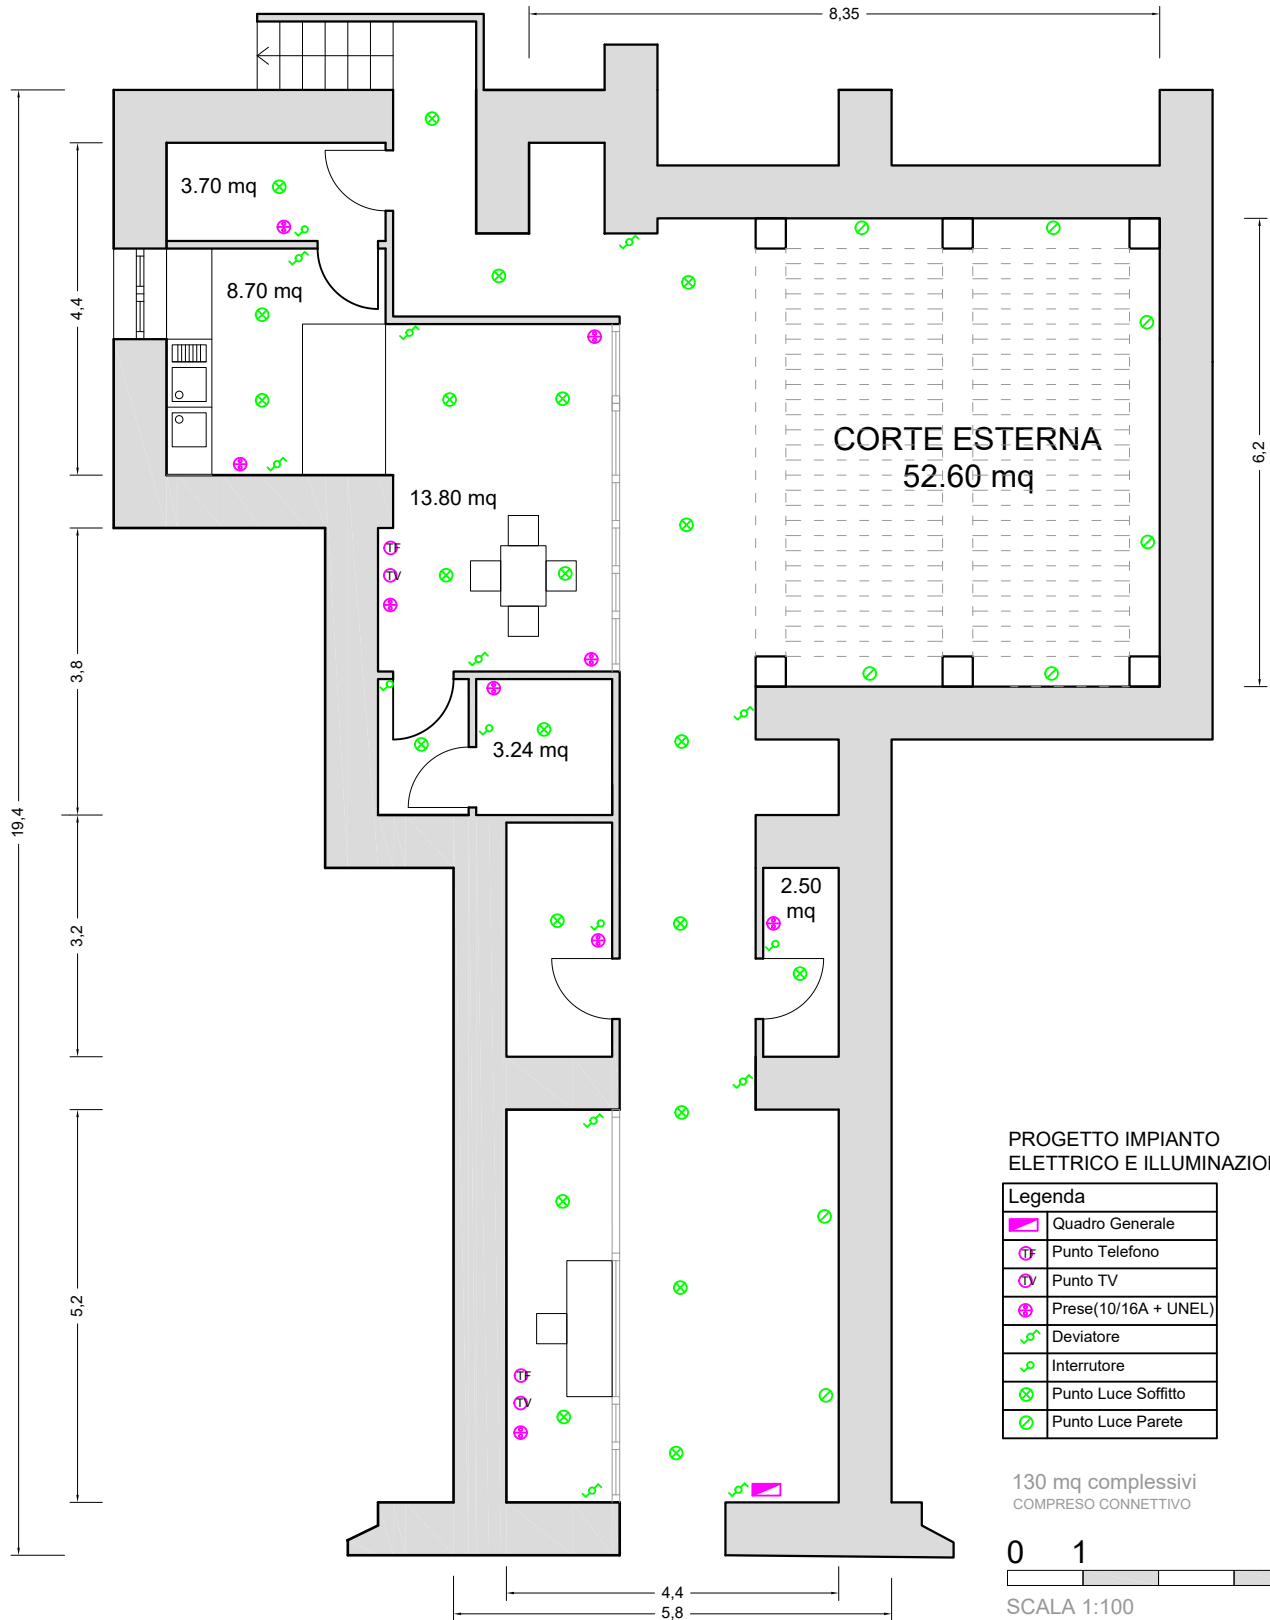 8,35
3.70 mq
8.70 mq
4,4
CORTE ESTERNA
52.60 mq
6,2
13.80 mq
TF
TV
3,8
3.24 mq
19,4
2.50
mq
3,2
5,2
TF
TV
4,4
5,8
PROGETTO IMPIANTO
ELETTRICO E ILLUMINAZIO
Legenda
Quadro Generale
TF Punto Telefono
TV Punto TV
Prese(10/16A + UNEL)
Deviatore
Interrutore
Punto Luce Soffitto
Punto Luce Parete
130 mq complessivi
COMPRESO CONNETTIVO
0 1
SCALA 1:100